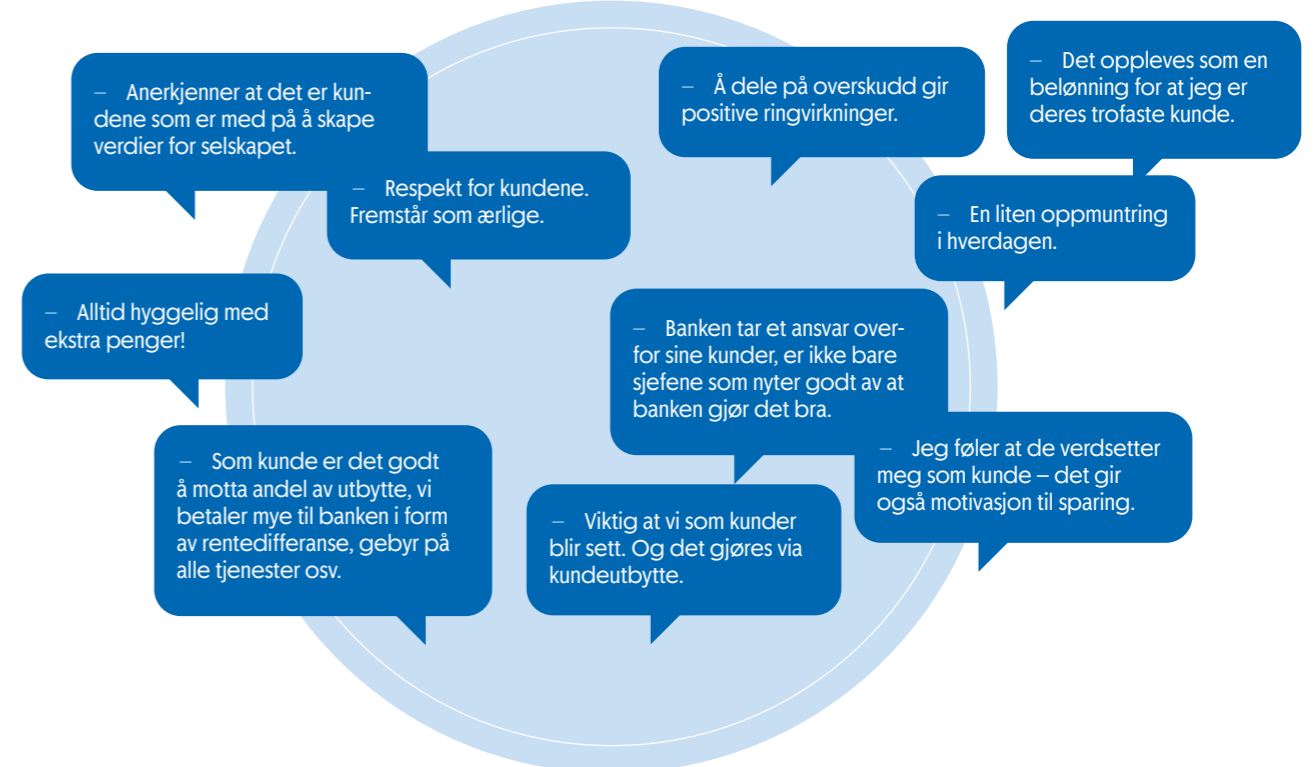 – Anerkjenner at det er kun-
dene som er med på å skape
verdier for selskapet.
– Respekt for kundene.
Fremstår som ærlige.
– Å dele på overskudd gir
positive ringvirkninger.
– Det oppleves som en
belønning for at jeg er
deres trofaste kunde.
– En liten oppmuntring
i hverdagen.
– Alltid hyggelig med
ekstra penger!
– Banken tar et ansvar over-
for sine kunder, er ikke bare
sjefene som nyter godt av at
banken gjør det bra.
– Jeg føler at de verdsetter
meg som kunde – det gir
også motivasjon til sparing.
– Som kunde er det godt
å motta andel av utbytte, vi
betaler mye til banken i form
av rentedifferanse, gebyr på
alle tjenester osv.
– Viktig at vi som kunder
blir sett. Og det gjøres via
kundeutbytte.